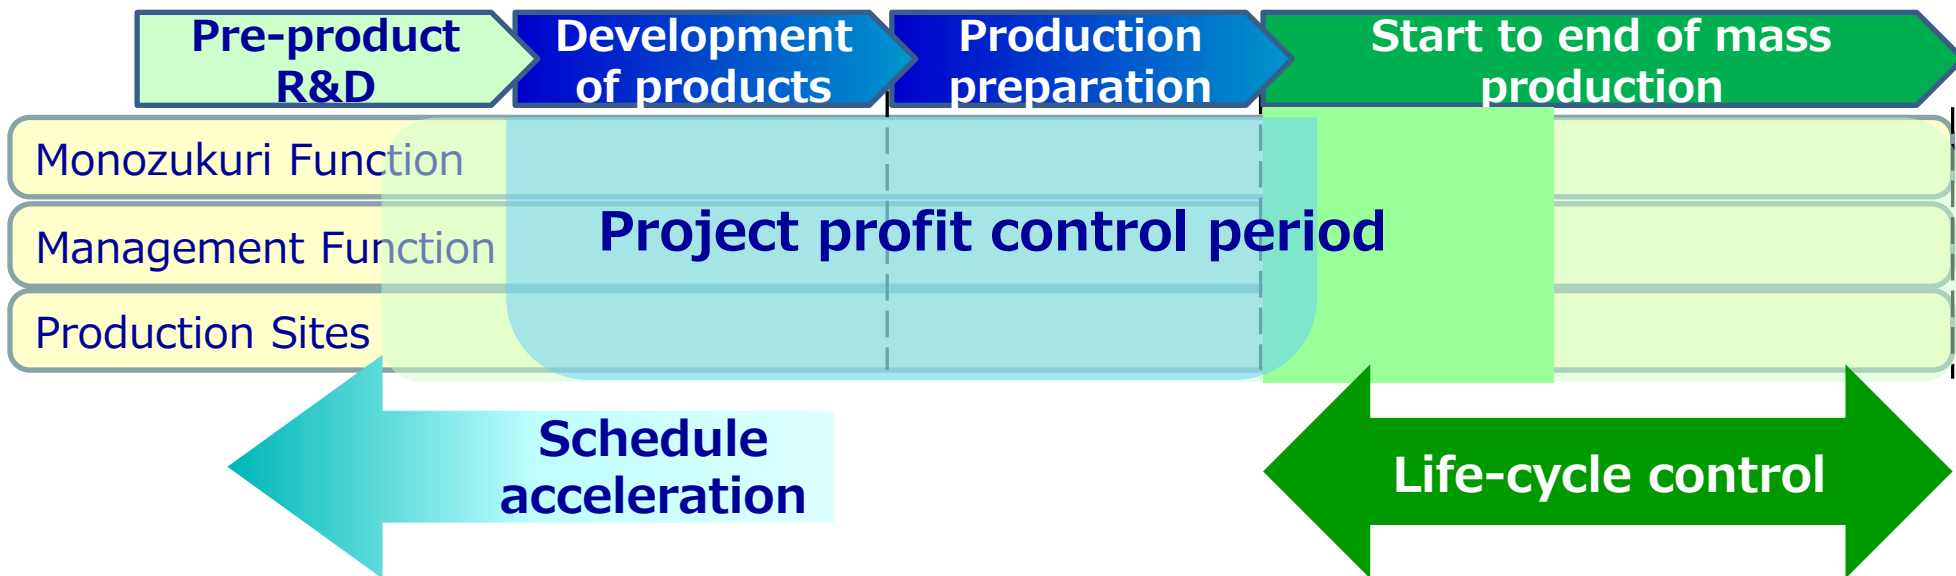 Pre-product
R&D
Development
of products
Production
preparation
Start to end of mass
production
Monozukuri Function
Management Function
Production Sites
Project profit control period
Schedule
acceleration
Life-cycle control